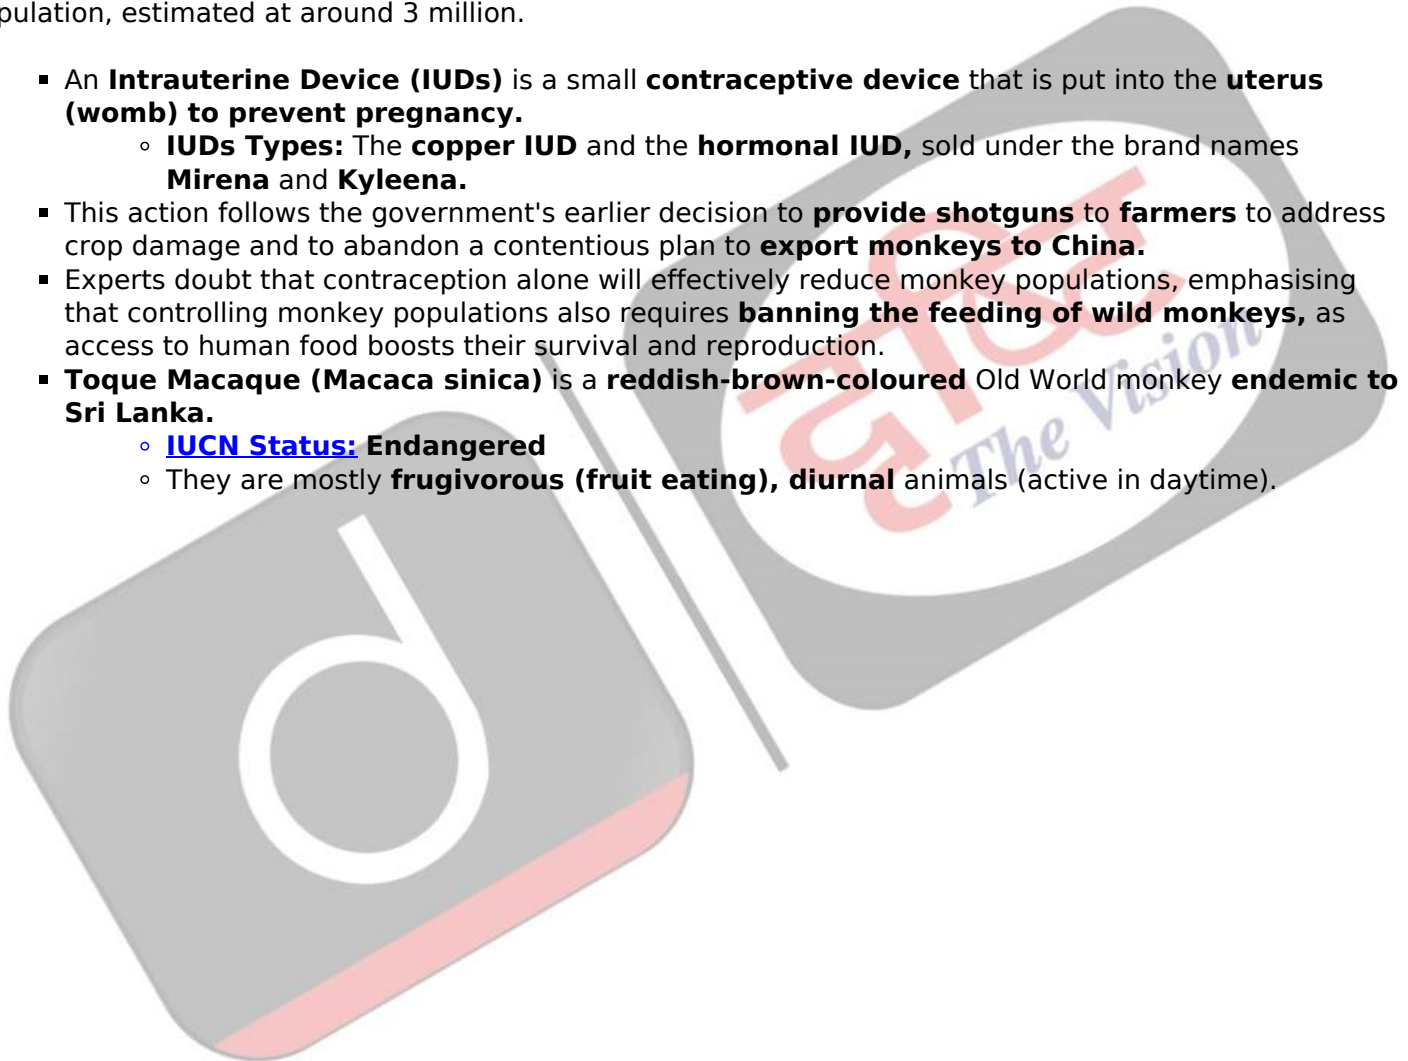 pulation, estimated at around 3 million.
▪ An Intrauterine Device (IUDs) is a small contraceptive device that is put into the uterus
(womb) to prevent pregnancy.
◦ IUDs Types: The copper IUD and the hormonal IUD, sold under the brand names
Mirena and Kyleena.
▪ This action follows the government's earlier decision to provide shotguns to farmers to address
crop damage and to abandon a contentious plan to export monkeys to China.
▪ Experts doubt that contraception alone will effectively reduce monkey populations, emphasising
that controlling monkey populations also requires banning the feeding of wild monkeys, as
access to human food boosts their survival and reproduction.
▪ Toque Macaque (Macaca sinica) is a reddish-brown-coloured Old World monkey endemic to
Sri Lanka.
◦ IUCN Status: Endangered
◦ They are mostly frugivorous (fruit eating), diurnal animals (active in daytime).
d
दृष्टि
The Vision